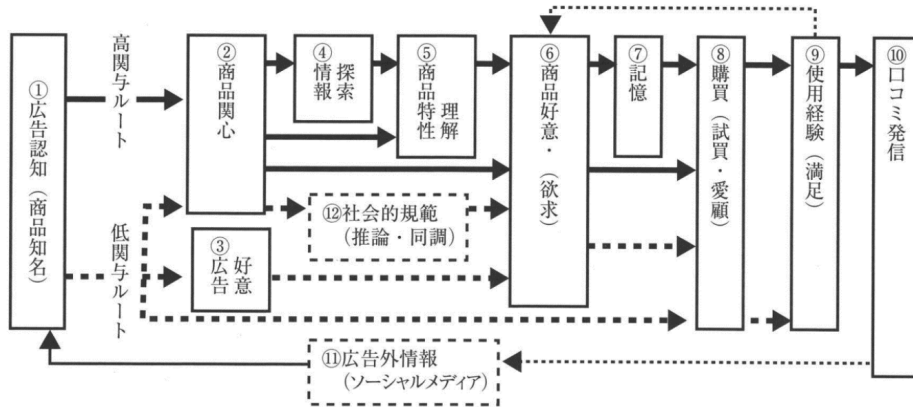 ①広告認知（商品知名）
高関与ルート
低関与ルート
②商品関心
③広告
好意
④情報
探索
⑤商品特性
理解
⑥商品好意・（欲求）
⑦記憶
⑧購買（試買・愛顧）
⑨使用経験（満足）
⑩口コミ発信
⑫社会的規範
（推論・同調）
⑪広告外情報
（ソーシャルメディア）